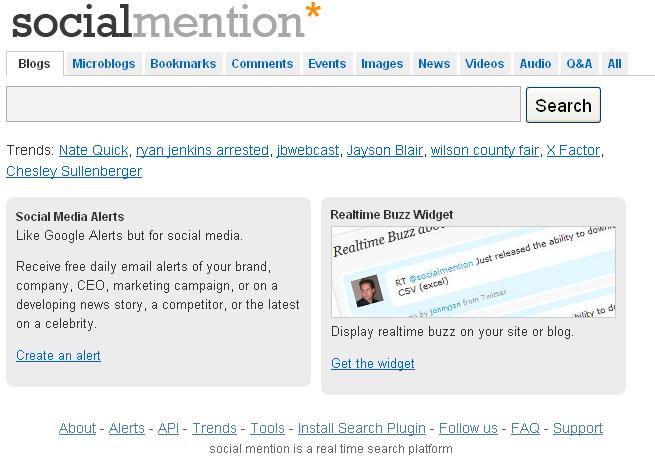 socialmention*
Blogs Microblogs Bookmarks Comments Events Images News Videos Audio Q&A All
Search
Trends: Nate Quick, ryan jenkins arrested, jbwebcast, Jayson Blair, wilson county fair, X Factor,
Chesley Sullenberger
Social Media Alerts
Like Google Alerts but for social media.
Receive free daily email alerts of your brand,
company, CEO, marketing campaign, or on a
developing news story, a competitor, or the latest
on a celebrity.
Create an alert
Realtime Buzz Widget
Realtime Buzz abou
RT @socialmention Just released the ability to down
CSV (excel)
by jonnyjon from Twitter
ility to d
Display realtime buzz on your site or blog.
Get the widget
About - Alerts - API - Trends - Tools - Install Search Plugin - Follow us - FAQ - Support
social mention is a real time search platform